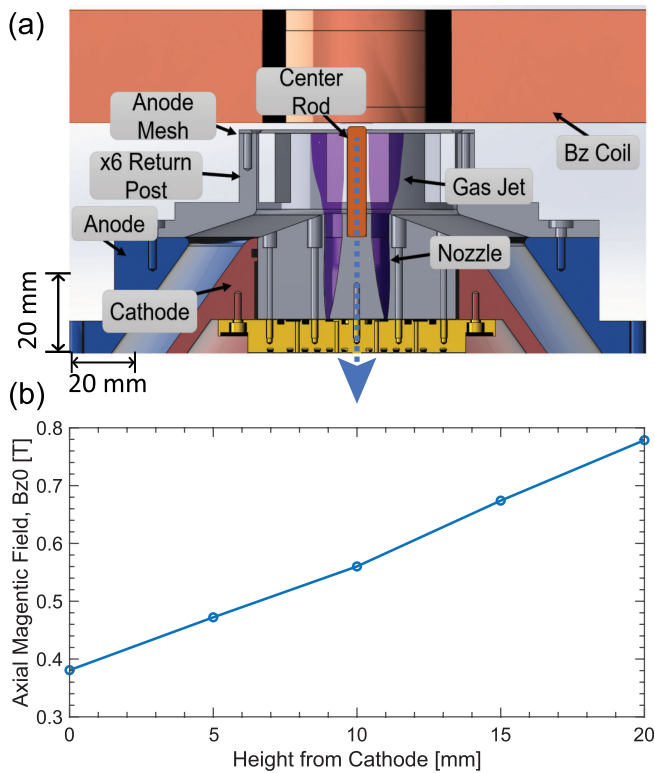 (a)
Center
Rod
Anode
Mesh
Bz Coil
x6 Return
Post
Gas Jet
Anode
Nozzle
Cathode
20 mm
20 mm
(b)
Axial Magentic Field, Bz0 [T]
0.8
0.7
0.6
0.5
0.4
0.3
0
5
10
15
20
Height from Cathode [mm]